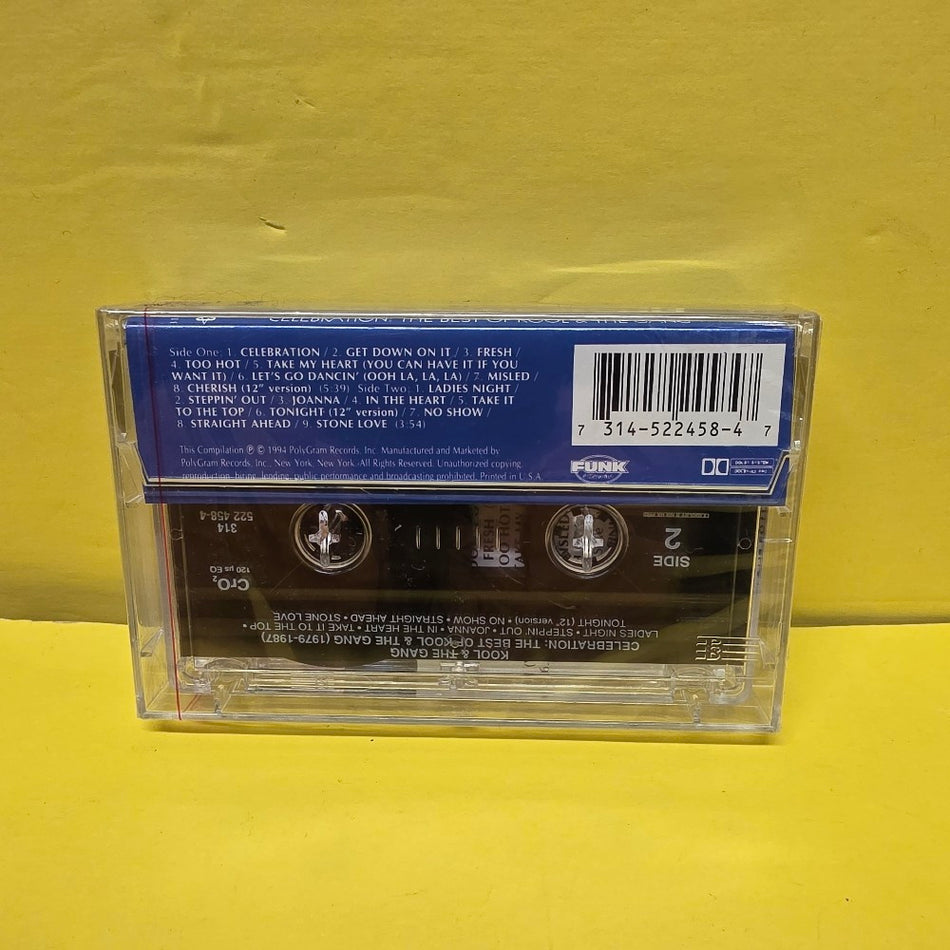 CELEBRATION: THE BEST OF KOOL & THE GANG
Side One: 1. CELEBRATION / 2. GET DOWN ON IT / 3. FRESH /
4. TOO HOT / 5. TAKE MY HEART (YOU CAN HAVE IT IF YOU
WANT IT) / 6. LET'S GO DANCIN' (OOH LA, LA, LA) / 7. MISLED /
8. CHERISH (12" version) (5:39) Side Two: 1. LADIES NIGHT
2. STEPPIN' OUT / 3. JOANNA / 4. IN THE HEART / 5. TAKE IT
TO THE TOP / 6. TONIGHT (12" version) / 7. NO SHOW /
8. STRAIGHT AHEAD / 9. STONE LOVE (3:54)
This Compilation ℗ © 1994 PolyGram Records, Inc. Manufactured and Marketed by
PolyGram Records, Inc., New York, New York. All Rights Reserved. Unauthorized copying,
reproduction, hiring, lending, public performance and broadcasting prohibited. Printed in U.S.A.
7 314-522458-4 7
FUNK
314
522 458-4
FRESH
SIDE
2
CrO2
120 µs EQ
KOOL & THE GANG
CELEBRATION: THE BEST OF KOOL & THE GANG (1979-1987)
LADIES NIGHT • STEPPIN' OUT • JOANNA • IN THE HEART • TAKE IT TO THE TOP •
TONIGHT (12" version) • NO SHOW • STRAIGHT AHEAD • STONE LOVE